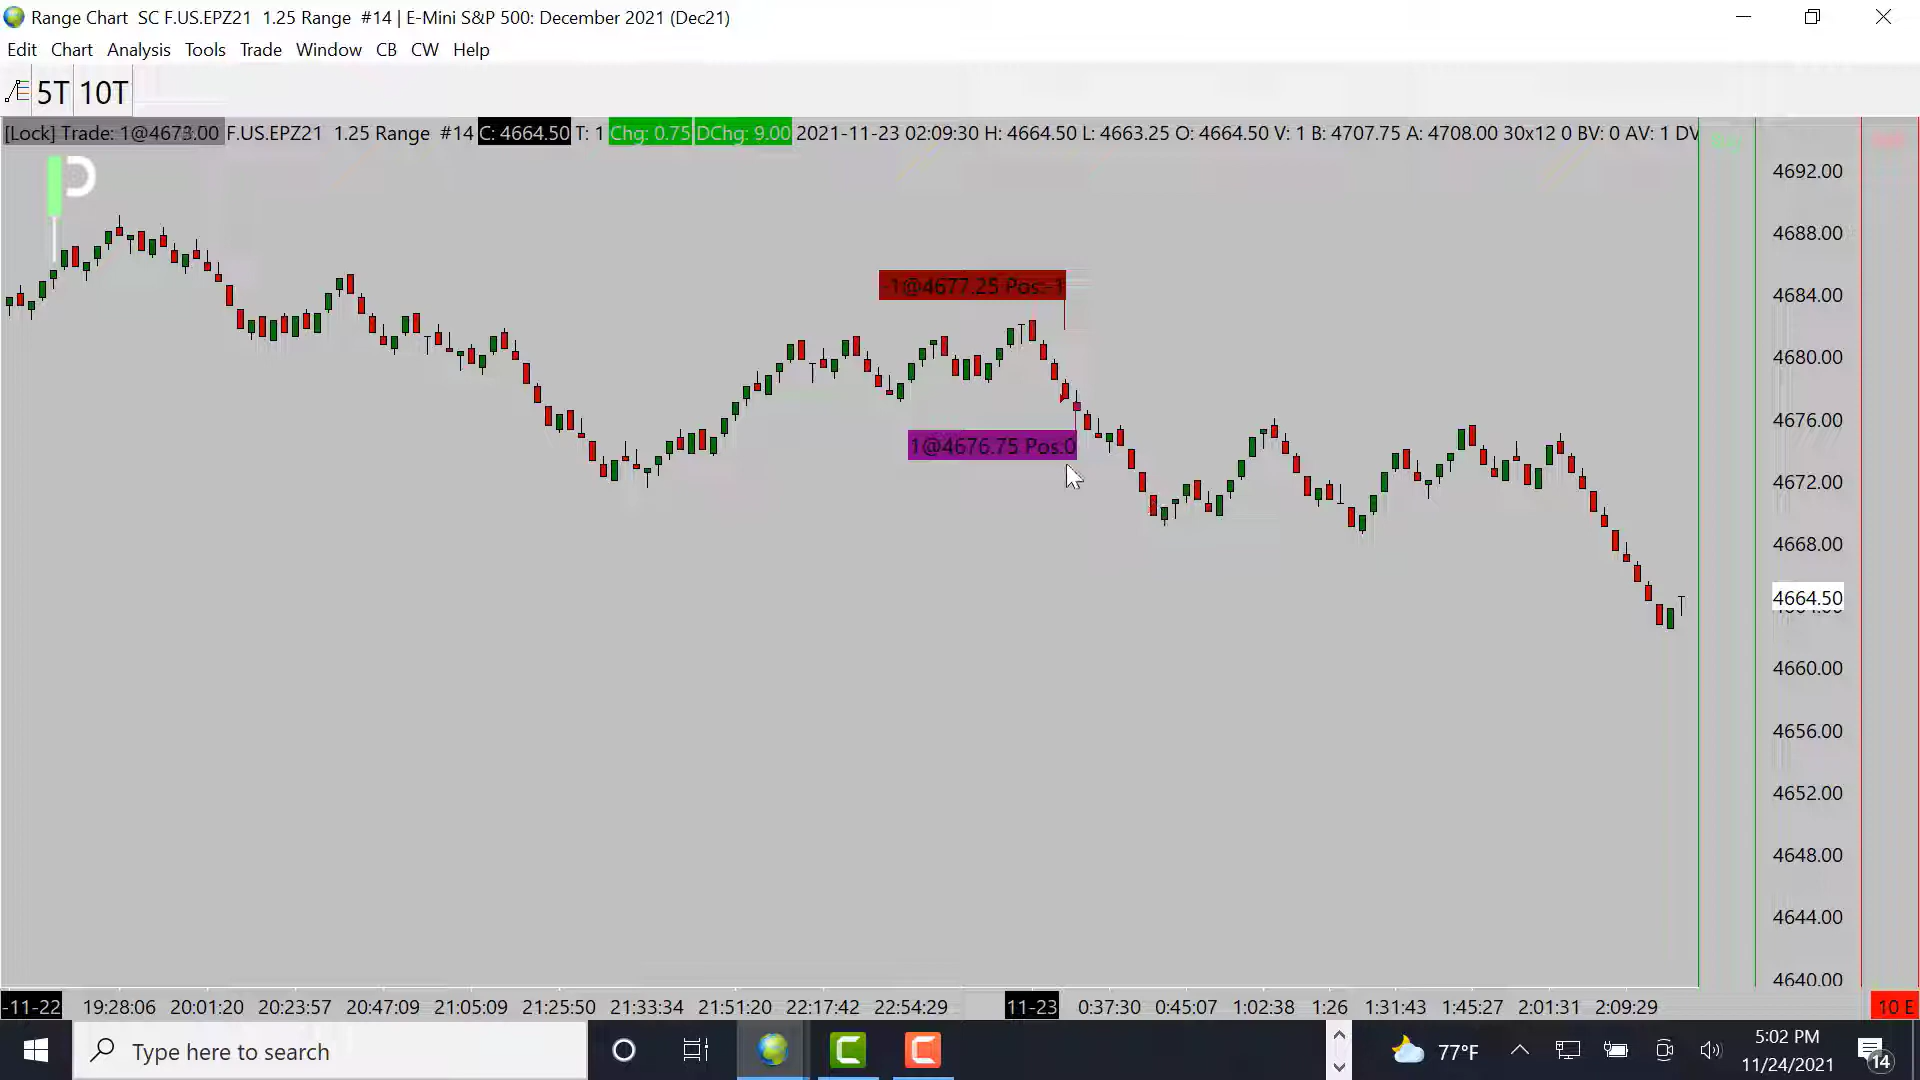 Range Chart  SC F.US.EPZ21  1.25 Range  #14 | E-Mini S&P 500: December 2021 (Dec21)
Edit Chart Analysis Tools Trade Window CB CW Help
5T 10T
[Lock] Trade: 1@4673.00 F.US.EPZ21  1.25 Range  #14 C: 4664.50 T: 1 Chg: 0.75 DChg: 9.00 2021-11-23 02:09:30 H: 4664.50 L: 4663.25 O: 4664.50 V: 1 B: 4707.75 A: 4708.00 30x12 0 BV: 0 AV: 1 DV
4692.00
4688.00
4684.00
4680.00
4676.00
4672.00
4668.00
4664.50
4660.00
4656.00
4652.00
4648.00
4644.00
4640.00
-1@4677.25 Pos:-1
1@4676.75 Pos:0
-11-22 19:28:06 20:01:20 20:23:57 20:47:09 21:05:09 21:25:50 21:33:34 21:51:20 22:17:42 22:54:29 11-23 0:37:30 0:45:07 1:02:38 1:26 1:31:43 1:45:27 2:01:31 2:09:29 10 E
Type here to search
77°F
5:02 PM
11/24/2021
14